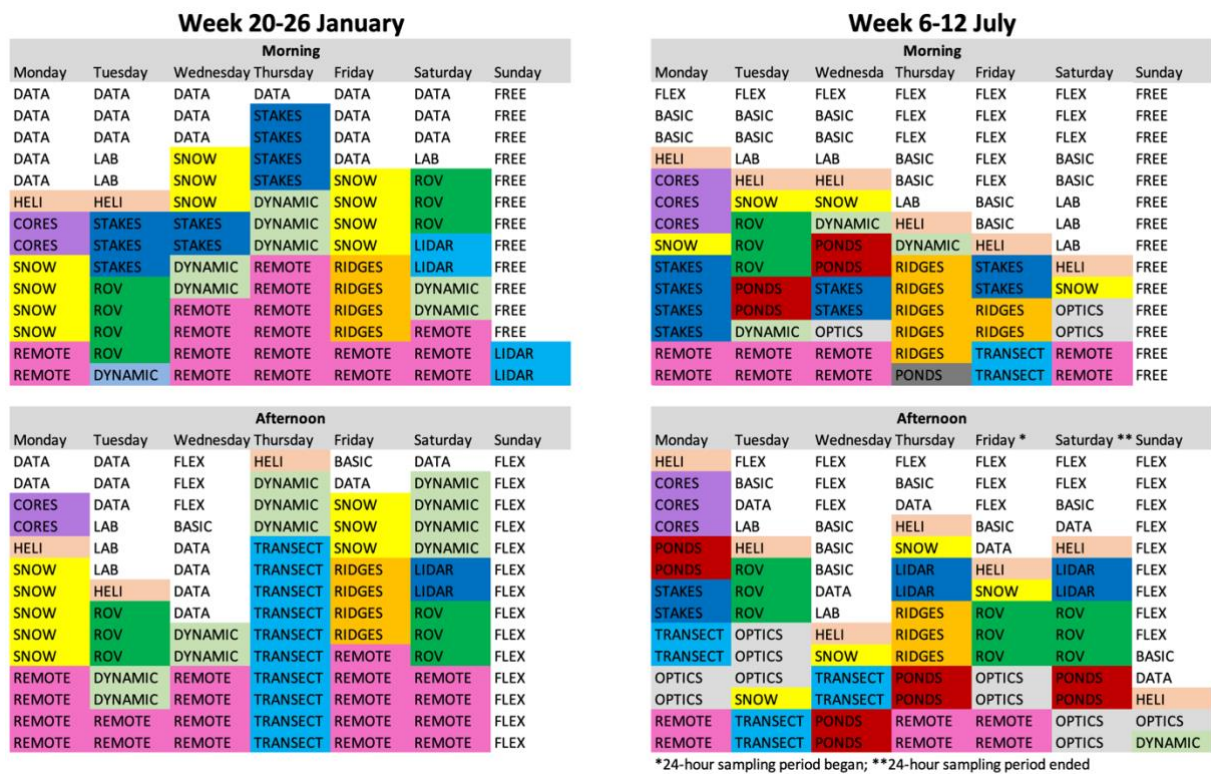 Week 20-26 January
Morning
Monday Tuesday Wednesday Thursday Friday Saturday Sunday
DATA DATA DATA DATA DATA DATA FREE
DATA DATA DATA STAKES DATA DATA FREE
DATA DATA DATA STAKES DATA DATA FREE
DATA LAB SNOW STAKES DATA LAB FREE
DATA LAB SNOW STAKES SNOW ROV FREE
HELI HELI SNOW DYNAMIC SNOW ROV FREE
CORES STAKES STAKES DYNAMIC SNOW ROV FREE
CORES STAKES STAKES DYNAMIC SNOW LIDAR FREE
SNOW STAKES DYNAMIC REMOTE RIDGES LIDAR FREE
SNOW ROV DYNAMIC REMOTE RIDGES DYNAMIC FREE
SNOW ROV REMOTE REMOTE RIDGES DYNAMIC FREE
SNOW ROV REMOTE REMOTE RIDGES REMOTE FREE
REMOTE ROV REMOTE REMOTE REMOTE REMOTE LIDAR
REMOTE DYNAMIC REMOTE REMOTE REMOTE REMOTE LIDAR
Afternoon
Monday Tuesday Wednesday Thursday Friday Saturday Sunday
DATA DATA FLEX HELI BASIC DATA FLEX
DATA DATA FLEX DYNAMIC DATA DYNAMIC FLEX
CORES DATA FLEX DYNAMIC SNOW DYNAMIC FLEX
CORES LAB BASIC DYNAMIC SNOW DYNAMIC FLEX
HELI LAB DATA TRANSECT SNOW DYNAMIC FLEX
SNOW LAB DATA TRANSECT RIDGES LIDAR FLEX
SNOW HELI DATA TRANSECT RIDGES LIDAR FLEX
SNOW ROV DATA TRANSECT RIDGES ROV FLEX
SNOW ROV DYNAMIC TRANSECT RIDGES ROV FLEX
SNOW ROV DYNAMIC TRANSECT REMOTE ROV FLEX
REMOTE DYNAMIC REMOTE TRANSECT REMOTE REMOTE FLEX
REMOTE DYNAMIC REMOTE TRANSECT REMOTE REMOTE FLEX
REMOTE REMOTE REMOTE TRANSECT REMOTE REMOTE FLEX
REMOTE REMOTE REMOTE TRANSECT REMOTE REMOTE FLEX
Week 6-12 July
Morning
Monday Tuesday Wednesda Thursday Friday Saturday Sunday
FLEX FLEX FLEX FLEX FLEX FLEX FREE
BASIC BASIC BASIC FLEX FLEX FLEX FREE
BASIC BASIC BASIC FLEX FLEX FLEX FREE
HELI LAB LAB BASIC FLEX BASIC FREE
CORES HELI HELI BASIC FLEX BASIC FREE
CORES SNOW SNOW LAB BASIC LAB FREE
CORES ROV DYNAMIC HELI BASIC LAB FREE
SNOW ROV PONDS DYNAMIC HELI LAB FREE
STAKES ROV PONDS RIDGES STAKES HELI FREE
STAKES PONDS STAKES RIDGES STAKES SNOW FREE
STAKES PONDS STAKES RIDGES RIDGES OPTICS FREE
STAKES DYNAMIC OPTICS RIDGES RIDGES OPTICS FREE
REMOTE REMOTE REMOTE RIDGES TRANSECT REMOTE FREE
REMOTE REMOTE REMOTE PONDS TRANSECT REMOTE FREE
Afternoon
Monday Tuesday Wednesday Thursday Friday * Saturday ** Sunday
HELI FLEX FLEX FLEX FLEX FLEX FLEX
CORES BASIC FLEX BASIC FLEX FLEX FLEX
CORES DATA FLEX DATA FLEX BASIC FLEX
CORES LAB BASIC HELI BASIC DATA FLEX
PONDS HELI BASIC SNOW DATA HELI FLEX
PONDS ROV BASIC LIDAR HELI LIDAR FLEX
STAKES ROV DATA LIDAR SNOW LIDAR FLEX
STAKES ROV LAB RIDGES ROV ROV FLEX
TRANSECT OPTICS HELI RIDGES ROV ROV FLEX
TRANSECT OPTICS SNOW RIDGES ROV ROV BASIC
OPTICS OPTICS TRANSECT PONDS OPTICS PONDS DATA
OPTICS SNOW TRANSECT PONDS OPTICS PONDS HELI
REMOTE TRANSECT PONDS REMOTE REMOTE OPTICS OPTICS
REMOTE TRANSECT PONDS REMOTE REMOTE OPTICS DYNAMIC
*24-hour sampling period began; **24-hour sampling period ended